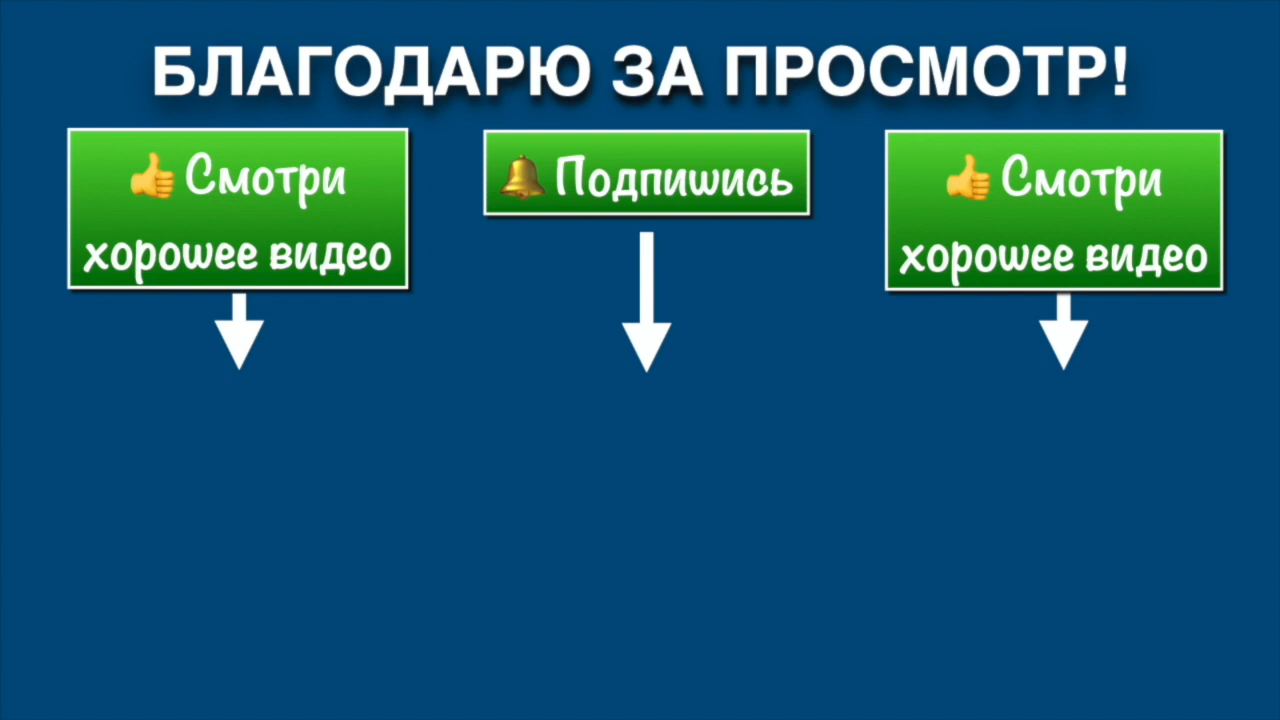 БЛАГОДАРЮ ЗА ПРОСМОТР!
👍 Смотри
хорошее видео
🔔 Подпишись
👍 Смотри
хорошее видео